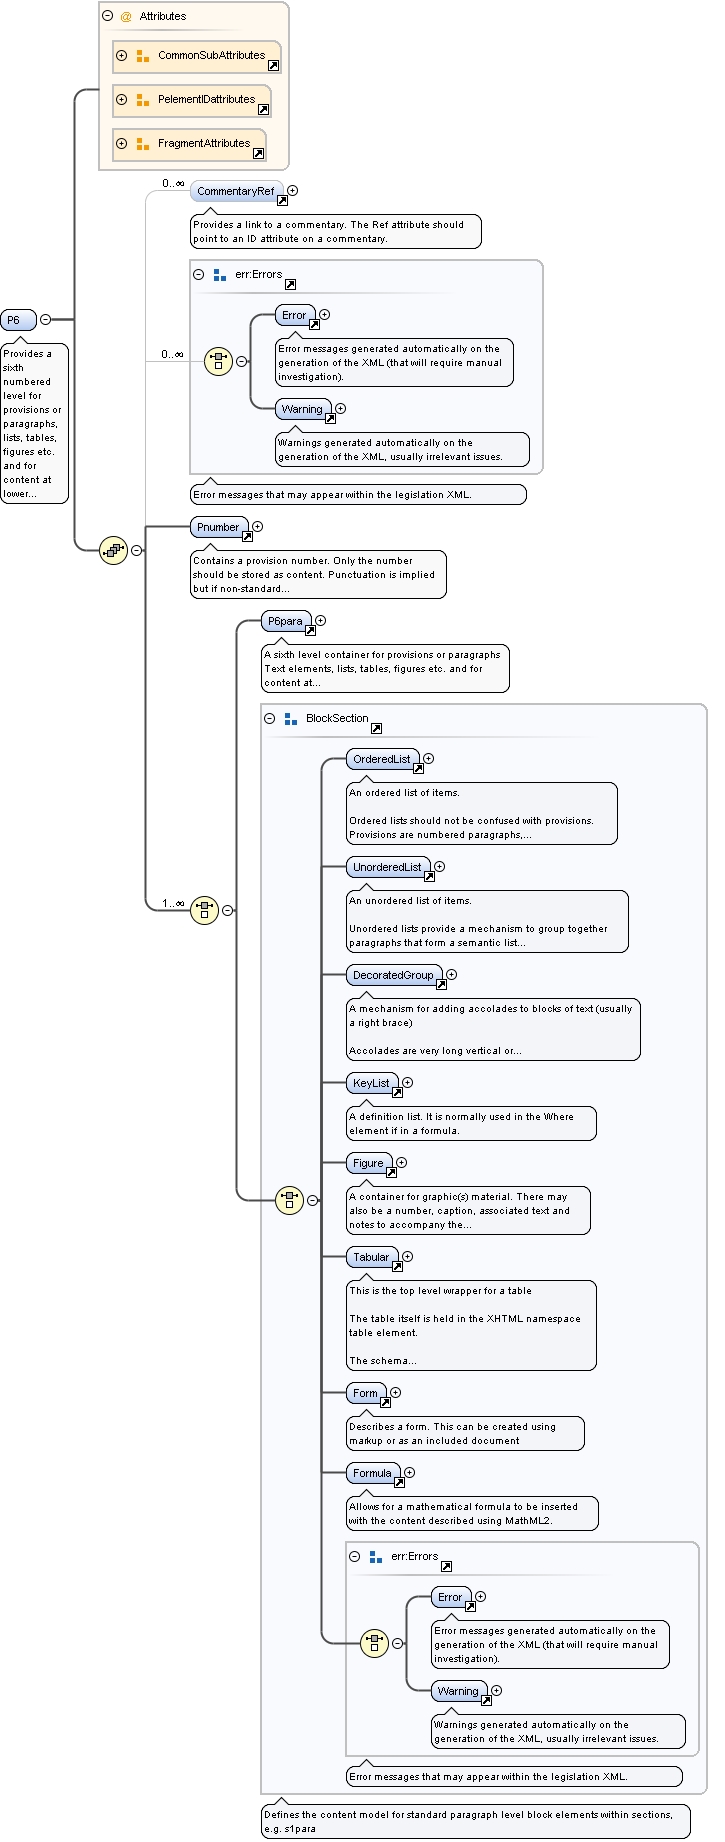 Attributes
CommonSubAttributes
PelementIDattributes
FragmentAttributes
0..∞
CommentaryRef
Provides a link to a commentary. The Ref attribute should
point to an ID attribute on a commentary.
err:Errors
P6
Provides a
sixth
numbered
level for
provisions or
paragraphs,
lists, tables,
figures etc.
and for
content at
lower...
0..∞
Error
Error messages generated automatically on the
generation of the XML (that will require manual
investigation).
Warning
Warnings generated automatically on the
generation of the XML, usually irrelevant issues.
Error messages that may appear within the legislation XML.
Pnumber
Contains a provision number. Only the number
should be stored as content. Punctuation is implied
but if non-standard...
1..∞
P6para
A sixth level container for provisions or paragraphs
Text elements, lists, tables, figures etc. and for
content at...
BlockSection
OrderedList
An ordered list of items.
Ordered lists should not be confused with provisions.
Provisions are numbered paragraphs,...
UnorderedList
An unordered list of items.
Unordered lists provide a mechanism to group together
paragraphs that form a semantic list...
DecoratedGroup
A mechanism for adding accolades to blocks of text (usually
a right brace)
Accolades are very long vertical or...
KeyList
A definition list. It is normally used in the Where
element if in a formula.
Figure
A container for graphic(s) material. There may
also be a number, caption, associated text and
notes to accompany the...
Tabular
This is the top level wrapper for a table
The table itself is held in the XHTML namespace
table element.
The schema...
Form
Describes a form. This can be created using
markup or as an included document
Formula
Allows for a mathematical formula to be inserted
with the content described using MathML2.
err:Errors
Error
Error messages generated automatically on the
generation of the XML (that will require manual
investigation).
Warning
Warnings generated automatically on the
generation of the XML, usually irrelevant issues.
Error messages that may appear within the legislation XML.
Defines the content model for standard paragraph level block elements within sections,
e.g. s1para